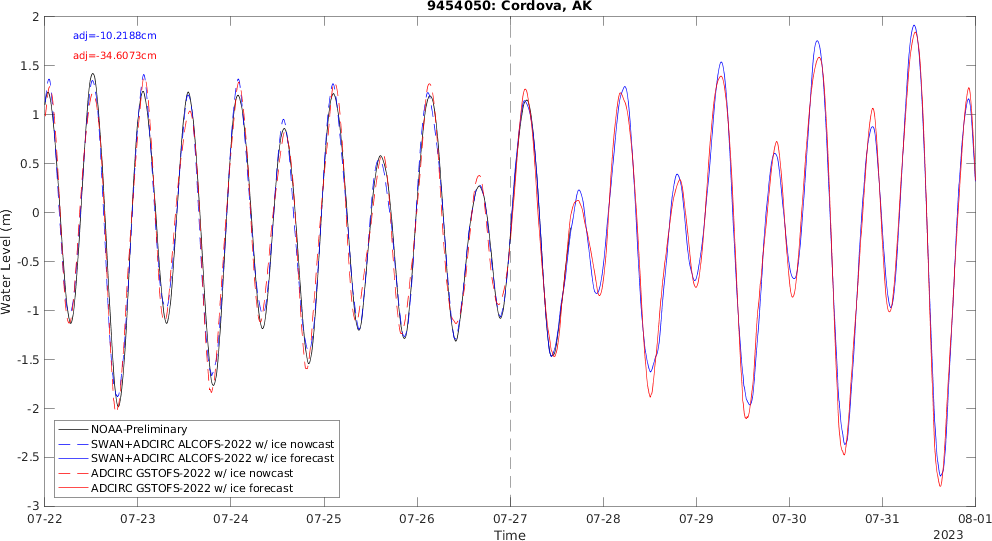 9454050: Cordova, AK
adj=-10.2188cm
adj=-34.6073cm
Water Level (m)
2
1.5
1
0.5
0
-0.5
-1
-1.5
-2
-2.5
-3
NOAA-Preliminary
SWAN+ADCIRC ALCOFS-2022 w/ ice nowcast
SWAN+ADCIRC ALCOFS-2022 w/ ice forecast
ADCIRC GSTOFS-2022 w/ ice nowcast
ADCIRC GSTOFS-2022 w/ ice forecast
07-22 07-23 07-24 07-25 07-26 07-27 07-28 07-29 07-30 07-31 08-01
Time
2023